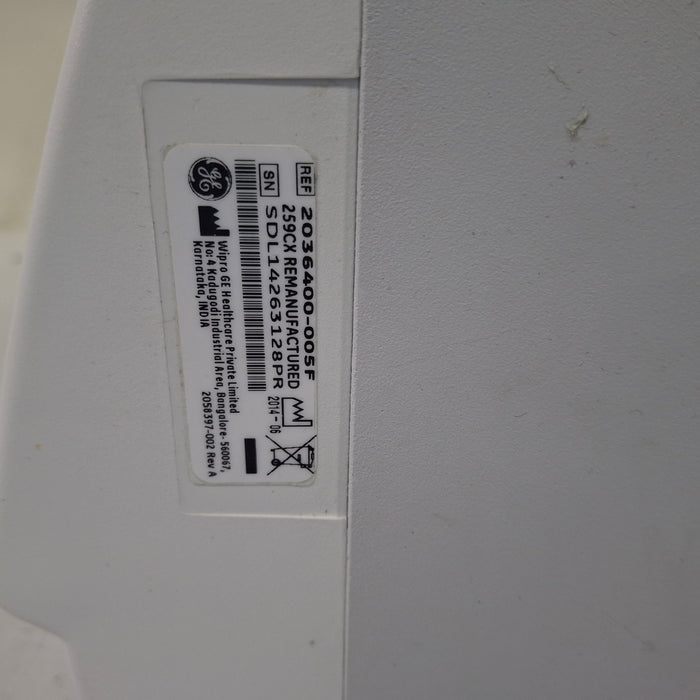 REF 2036400-005F
259CX REMANUFACTURED
SN SDL14263128PR
2014-06
GE
Wipro GE Healthcare Private Limited
No: 4 Kadugodi Industrial Area, Bangalore- 560067,
Karnataka, INDIA
2058397-002 Rev A